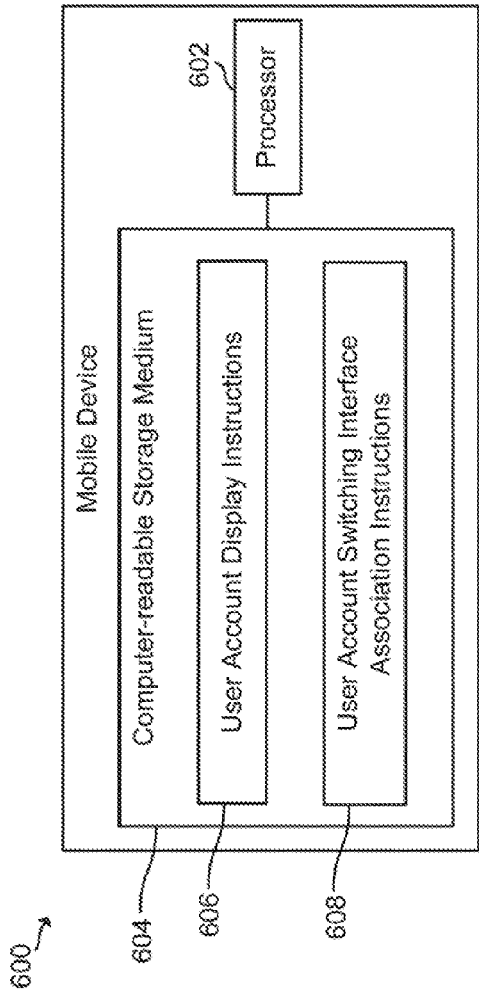 600
Mobile Device
604
Computer-readable Storage Medium
602
Processor
606
User Account Display Instructions
608
User Account Switching Interface
Association Instructions